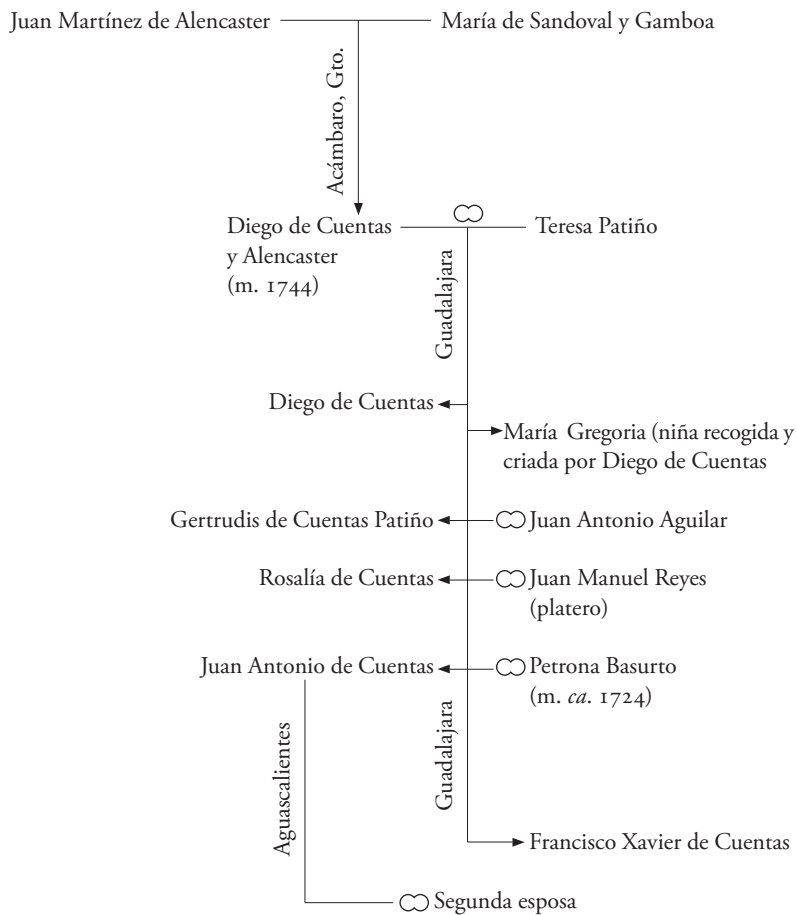 Juan Martínez de Alencaster
María de Sandoval y Gamboa
Acámbaro, Gto.
Diego de Cuentas
y Alencaster
(m. 1744)
Teresa Patiño
Guadalajara
Diego de Cuentas
María Gregoria (niña recogida y
criada por Diego de Cuentas
Gertrudis de Cuentas Patiño
Juan Antonio Aguilar
Rosalía de Cuentas
Juan Manuel Reyes
(platero)
Juan Antonio de Cuentas
Petrona Basurto
(m. ca. 1724)
Aguascalientes
Guadalajara
Francisco Xavier de Cuentas
Segunda esposa